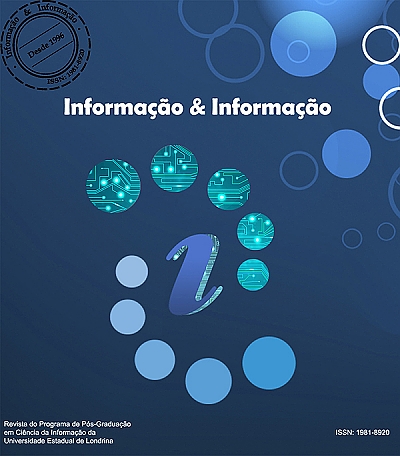 Informação & Informação
Desde 1996
ISSN: 1981-8920
Informação & Informação
i
Revista do Programa de Pós-Graduação
em Ciência da Informação da
Universidade Estadual de Londrina
ISSN: 1981-8920